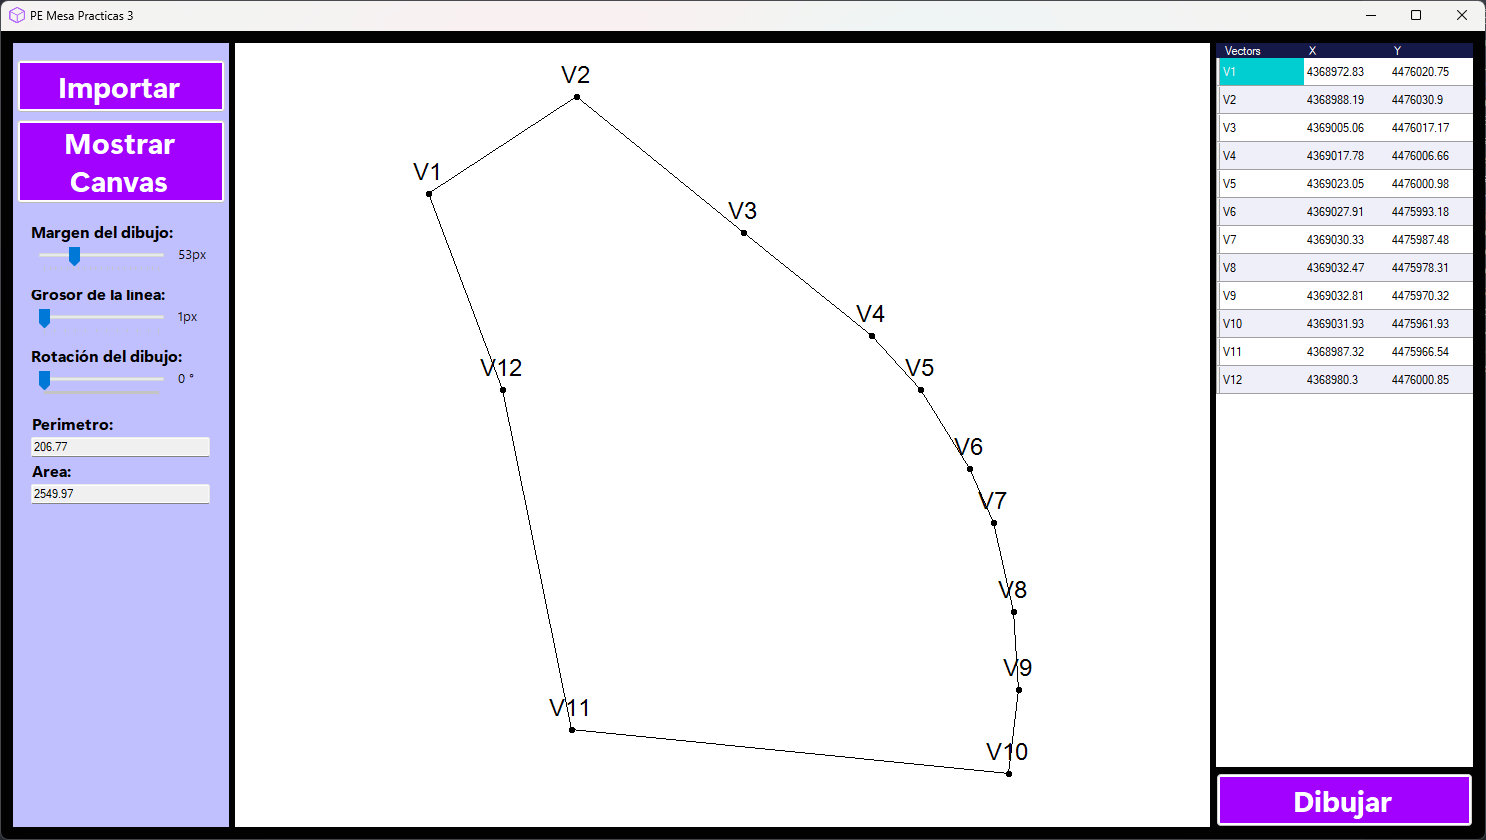 PE Mesa Practicas 3
Importar
Mostrar
Canvas
Margen del dibujo:
53px
Grosor de la linea:
1px
Rotación del dibujo:
0 °
Perimetro:
206.77
Area:
2549.97
V2
V1
V3
V4
V12
V5
V6
V7
V8
V9
V11
V10
Vectors X Y
V1 4368972.83 4476020.75
V2 4368988.19 4476030.9
V3 4369005.06 4476017.17
V4 4369017.78 4476006.66
V5 4369023.05 4476000.98
V6 4369027.91 4475993.18
V7 4369030.33 4475987.48
V8 4369032.47 4475978.31
V9 4369032.81 4475970.32
V10 4369031.93 4475961.93
V11 4368987.32 4475966.54
V12 4368980.3 4476000.85
Dibujar